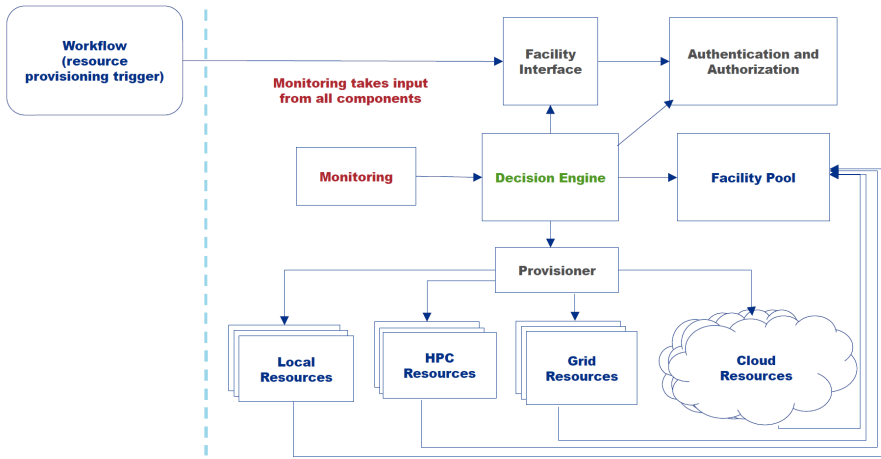 Workflow
(resource
provisioning trigger)
Facility
Interface
Authentication and
Authorization
Monitoring takes input
from all components
Monitoring
Decision Engine
Facility Pool
Provisioner
Local
Resources
HPC
Resources
Grid
Resources
Cloud
Resources